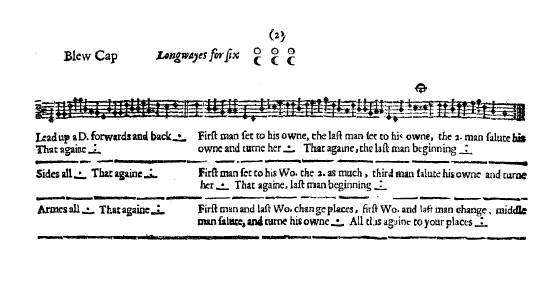 (2)
Blew Cap Longwayes for ſix
Lead up a D. forwards and back . That againe :
Firſt man ſet to his owne, the laſt man ſet to his owne, the 2. man ſalute his
owne and turne her . That againe, the laſt man beginning :
Sides all . That againe :
Firſt man ſet to his Wo. the 2. as much, third man ſalute his owne and turne
her . That againe, laſt man beginning :
Armes all . That againe :
Firſt man and laſt Wo. change places, firſt Wo. and laſt man change, middle
man ſalute, and turne his owne . All this againe to your places :